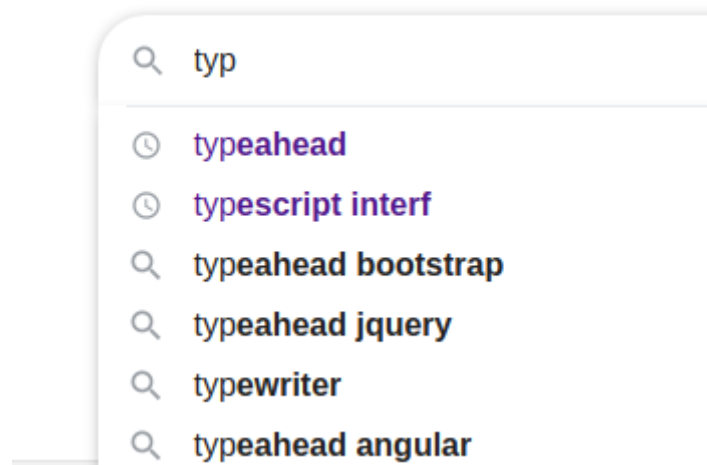 typ
typeahead
typescript interf
typeahead bootstrap
typeahead jquery
typewriter
typeahead angular